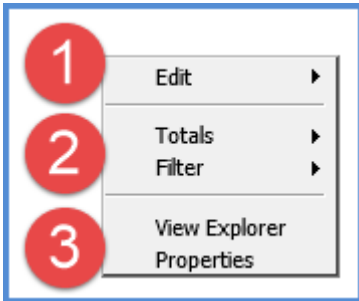 1
Edit
2
Totals
Filter
3
View Explorer
Properties